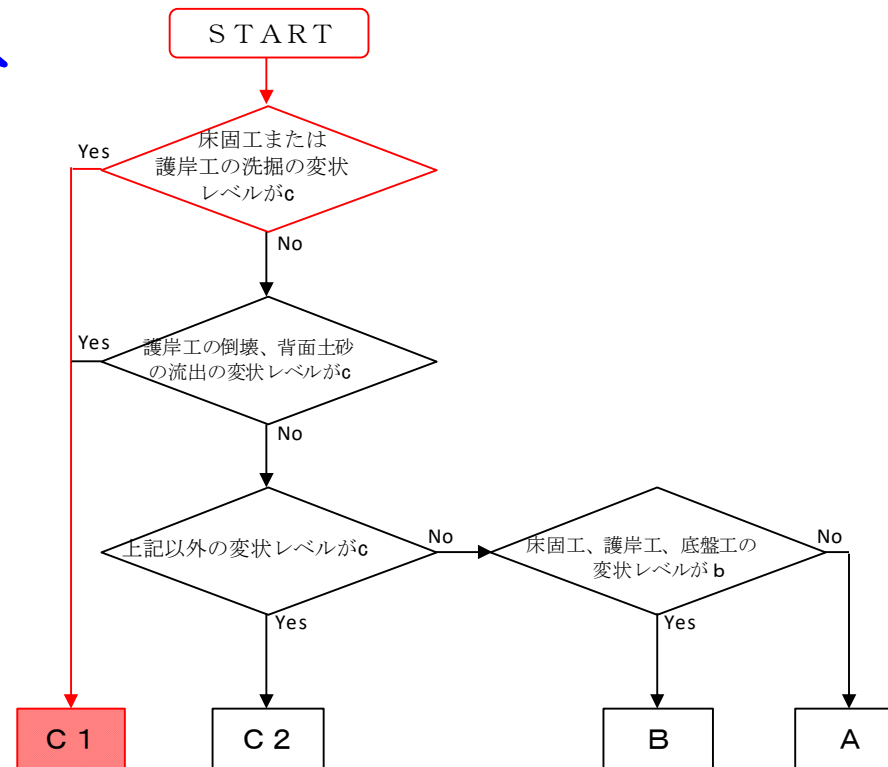 ＳＴＡＲＴ
床固工または
護岸工の洗掘の変状
レベルがc
Yes
No
護岸工の倒壊、背面土砂
の流出の変状レベルがc
Yes
No
上記以外の変状レベルがc
No
Yes
床固工、護岸工、底盤工の
変状レベルが b
No
Yes
Ｃ１
Ｃ２
Ｂ
Ａ